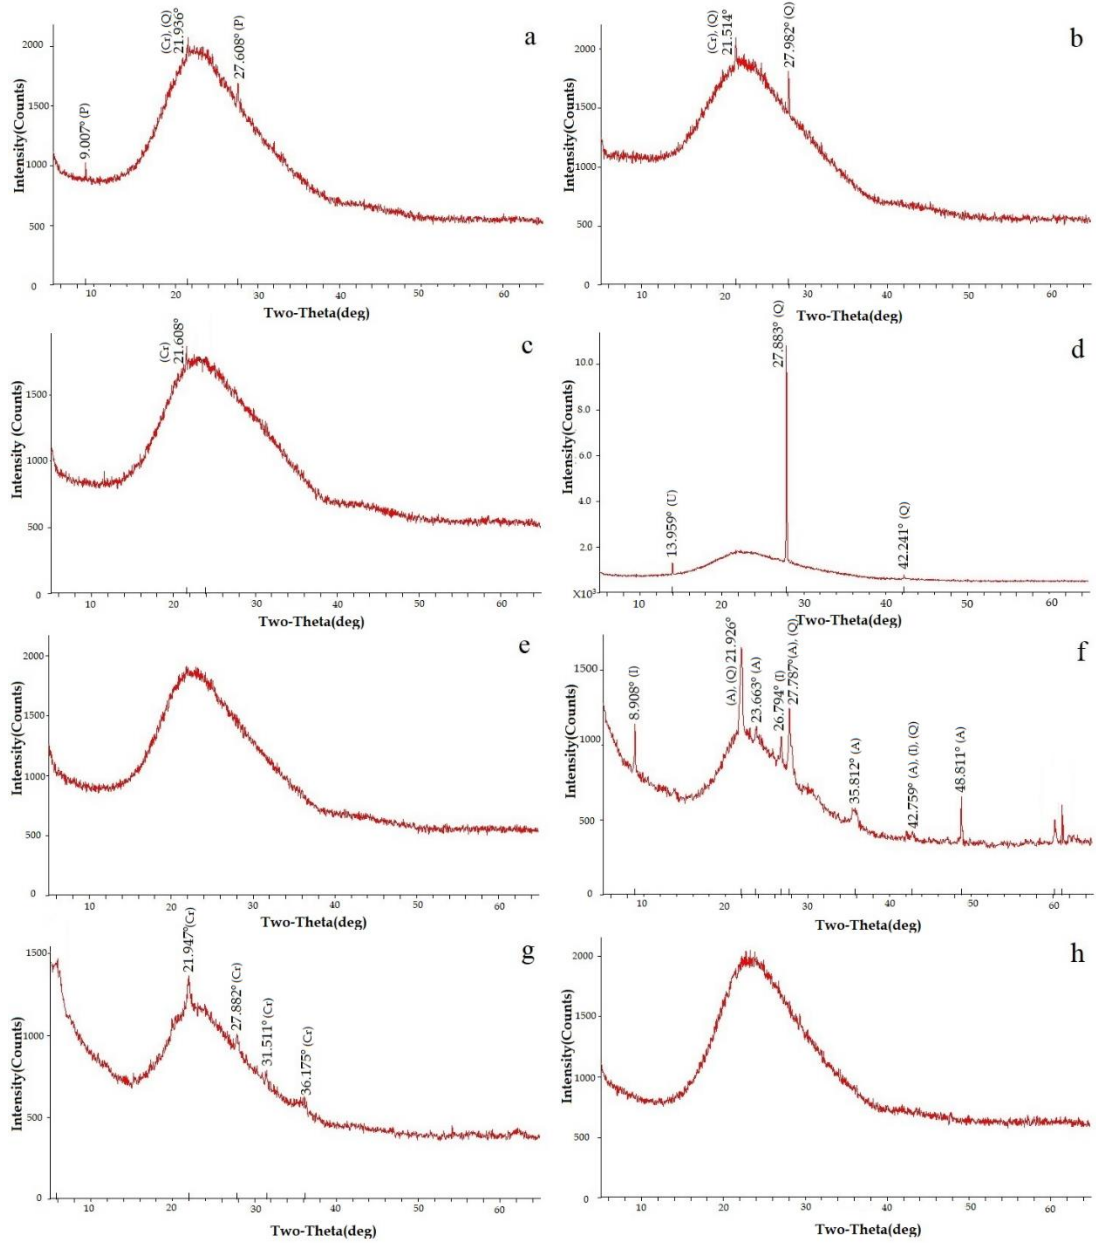 a
(Cr), (Q)
21.936°
27.608° (P)
9.007° (P)
Intensity(Counts)
2000
1500
1000
500
0
10
20
30
40
50
60
Two-Theta(deg)
b
(Cr), (Q)
21.514°
27.982° (Q)
Intensity(Counts)
2000
1500
1000
500
0
10
20
30
40
50
60
Two-Theta(deg)
c
(Cr)
21.608°
Intensity (Counts)
1500
1000
500
0
10
20
30
40
50
60
Two-Theta(deg)
d
27.883° (Q)
13.959° (U)
42.241° (Q)
Intensity(Counts)
10.0
8.0
6.0
4.0
2.0
X10³
10
20
30
40
50
60
Two-Theta(deg)
e
Intensity(Counts)
2000
1500
1000
500
0
10
20
30
40
50
60
Two-Theta(deg)
f
8.908° (I)
(A), (Q) 21.926°
23.663° (A)
26.794° (I)
27.787°(A), (Q)
35.812° (A)
42.759° (A), (I), (Q)
48.811° (A)
Intensity(Counts)
1500
1000
500
0
10
20
30
40
50
60
Two-Theta(deg)
g
21.947°(Cr)
27.882° (Cr)
31.511° (Cr)
36.175° (Cr)
Intensity(Counts)
1500
1000
500
0
10
20
30
40
50
60
Two-Theta(deg)
h
Intensity(Counts)
2000
1500
1000
500
0
10
20
30
40
50
60
Two-Theta(deg)